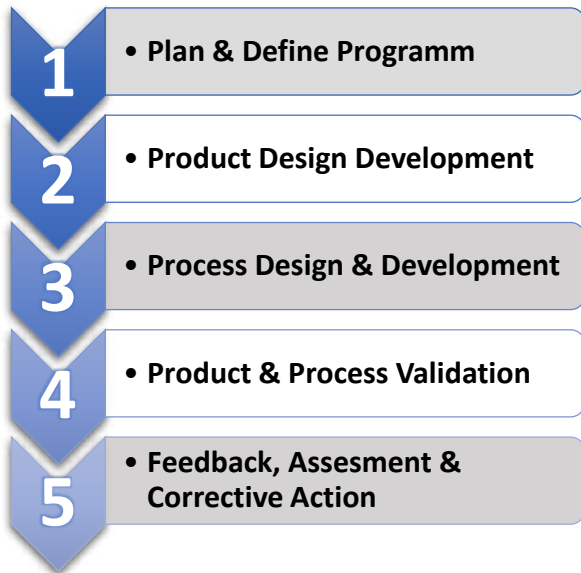 1
• Plan & Define Programm
2
• Product Design Development
3
• Process Design & Development
4
• Product & Process Validation
5
• Feedback, Assesment &
Corrective Action